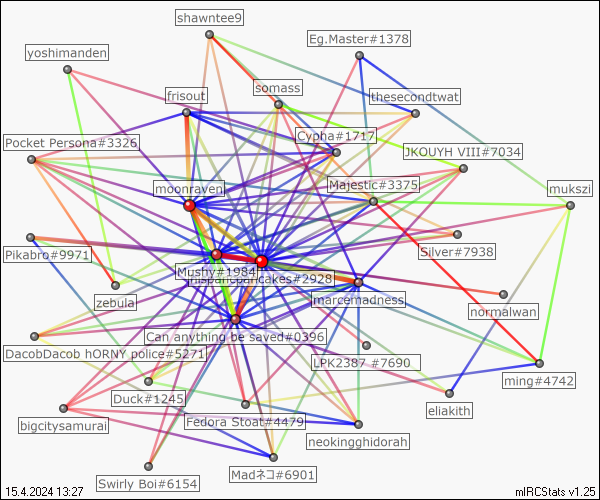 shawntee9
Eg.Master#1378
yoshimanden
frisout
somass
thesecondtwat
Pocket Persona#3326
Cypha#1717
JKOUYH VIII#7034
moonraven
Majestic#3375
mukszi
Pikabro#9971
Silver#7938
Mushy#1984
hispanicpancakes#2928
zebula
marcemadness
normalwan
Can anything be saved#0396
DacobDacob hORNY police#5271
LPK2387 #7690
ming#4742
Duck#1245
eliakith
bigcitysamurai
Fedora Stoat#4479
neokingghidorah
Madネコ#6901
Swirly Boi#6154
15.4.2024 13:27
mIRCStats v1.25